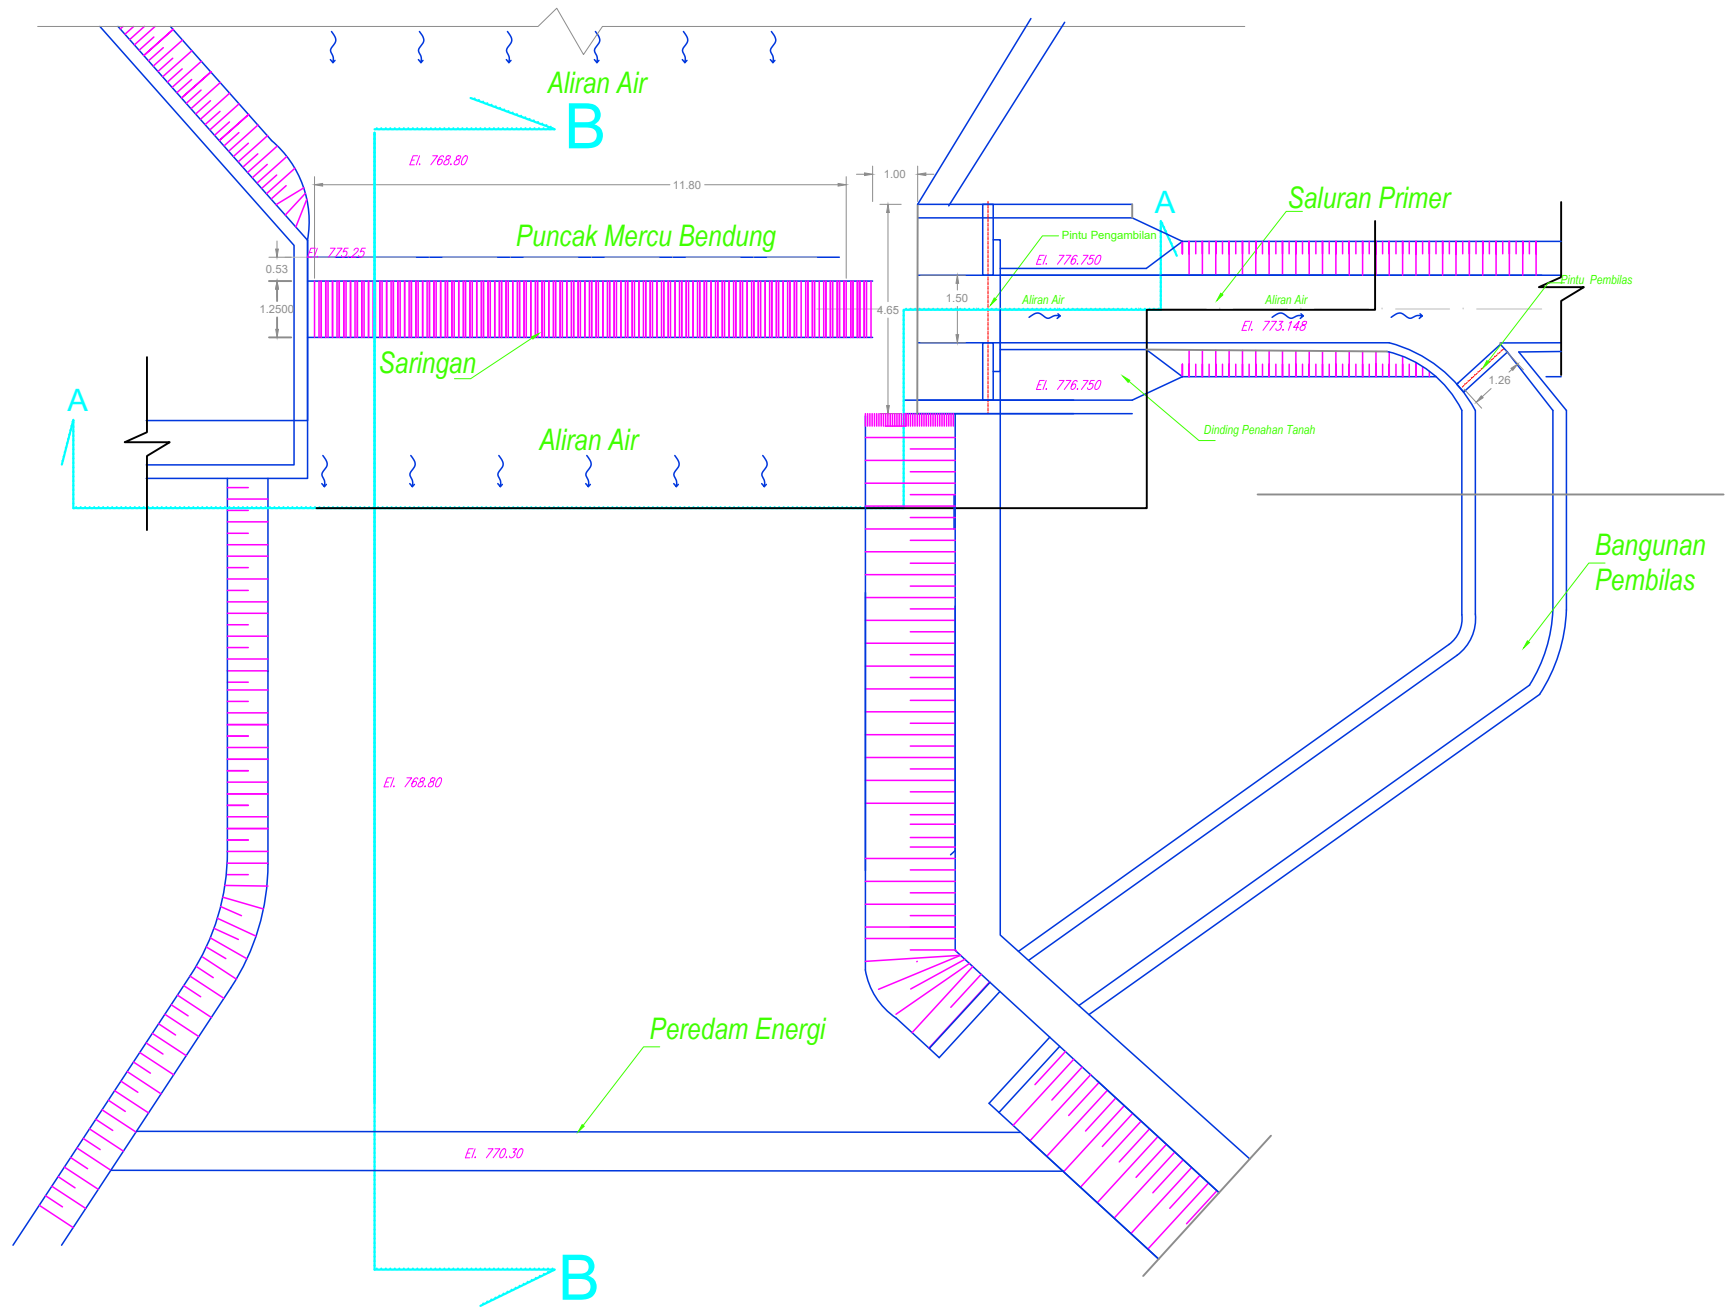 Aliran Air
B
El. 768.80
11.80
1.00
A
Saluran Primer
Puncak Mercu Bendung
Pintu Pengambilan
El. 775.25
El. 776.750
0.53
Pintu Pembilas
1.2500
4.65
1.50
Aliran Air
Aliran Air
El. 773.148
Saringan
El. 776.750
1.26
A
Aliran Air
Dinding Penahan Tanah
Bangunan
Pembilas
El. 768.80
Peredam Energi
El. 770.30
B